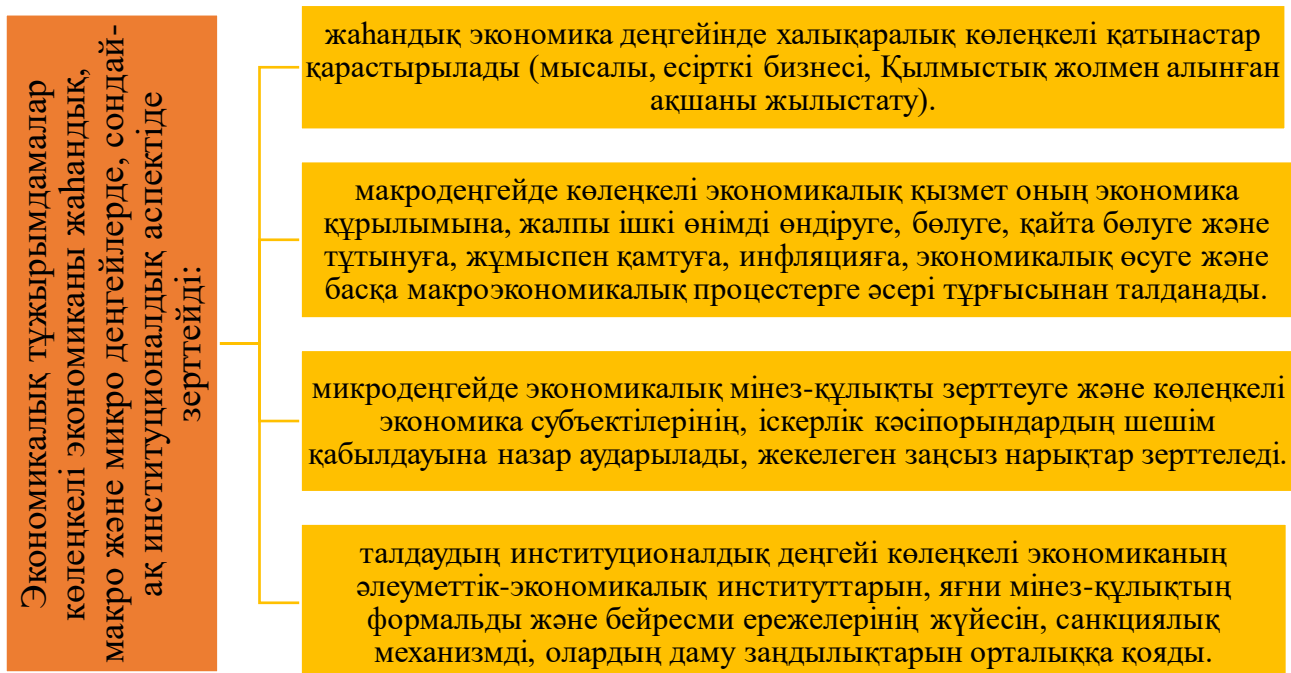 Экономикалық тұжырымдамалар
көлеңкелі экономиканы жаһандық,
макро және микро деңгейлерде, сондай-
ақ институционалдық аспектіде
зерттейді:
жаһандық экономика деңгейінде халықаралық көлеңкелі қатынастар
қарастырылады (мысалы, есірткі бизнесі, Қылмыстық жолмен алынған
ақшаны жылыстату).
макродеңгейде көлеңкелі экономикалық қызмет оның экономика
құрылымына, жалпы ішкі өнімді өндіруге, бөлуге, қайта бөлуге және
тұтынуға, жұмыспен қамтуға, инфляцияға, экономикалық өсуге және
басқа макроэкономикалық процестерге әсері тұрғысынан талданады.
микродеңгейде экономикалық мінез-құлықты зерттеуге және көлеңкелі
экономика субъектілерінің, іскерлік кәсіпорындардың шешім
қабылдауына назар аударылады, жекелеген заңсыз нарықтар зерттеледі.
талдаудың институционалдық деңгейі көлеңкелі экономиканың
әлеуметтік-экономикалық институттарын, яғни мінез-құлықтың
формальды және бейресми ережелерінің жүйесін, санкциялық
механизмді, олардың даму заңдылықтарын орталыққа қояды.